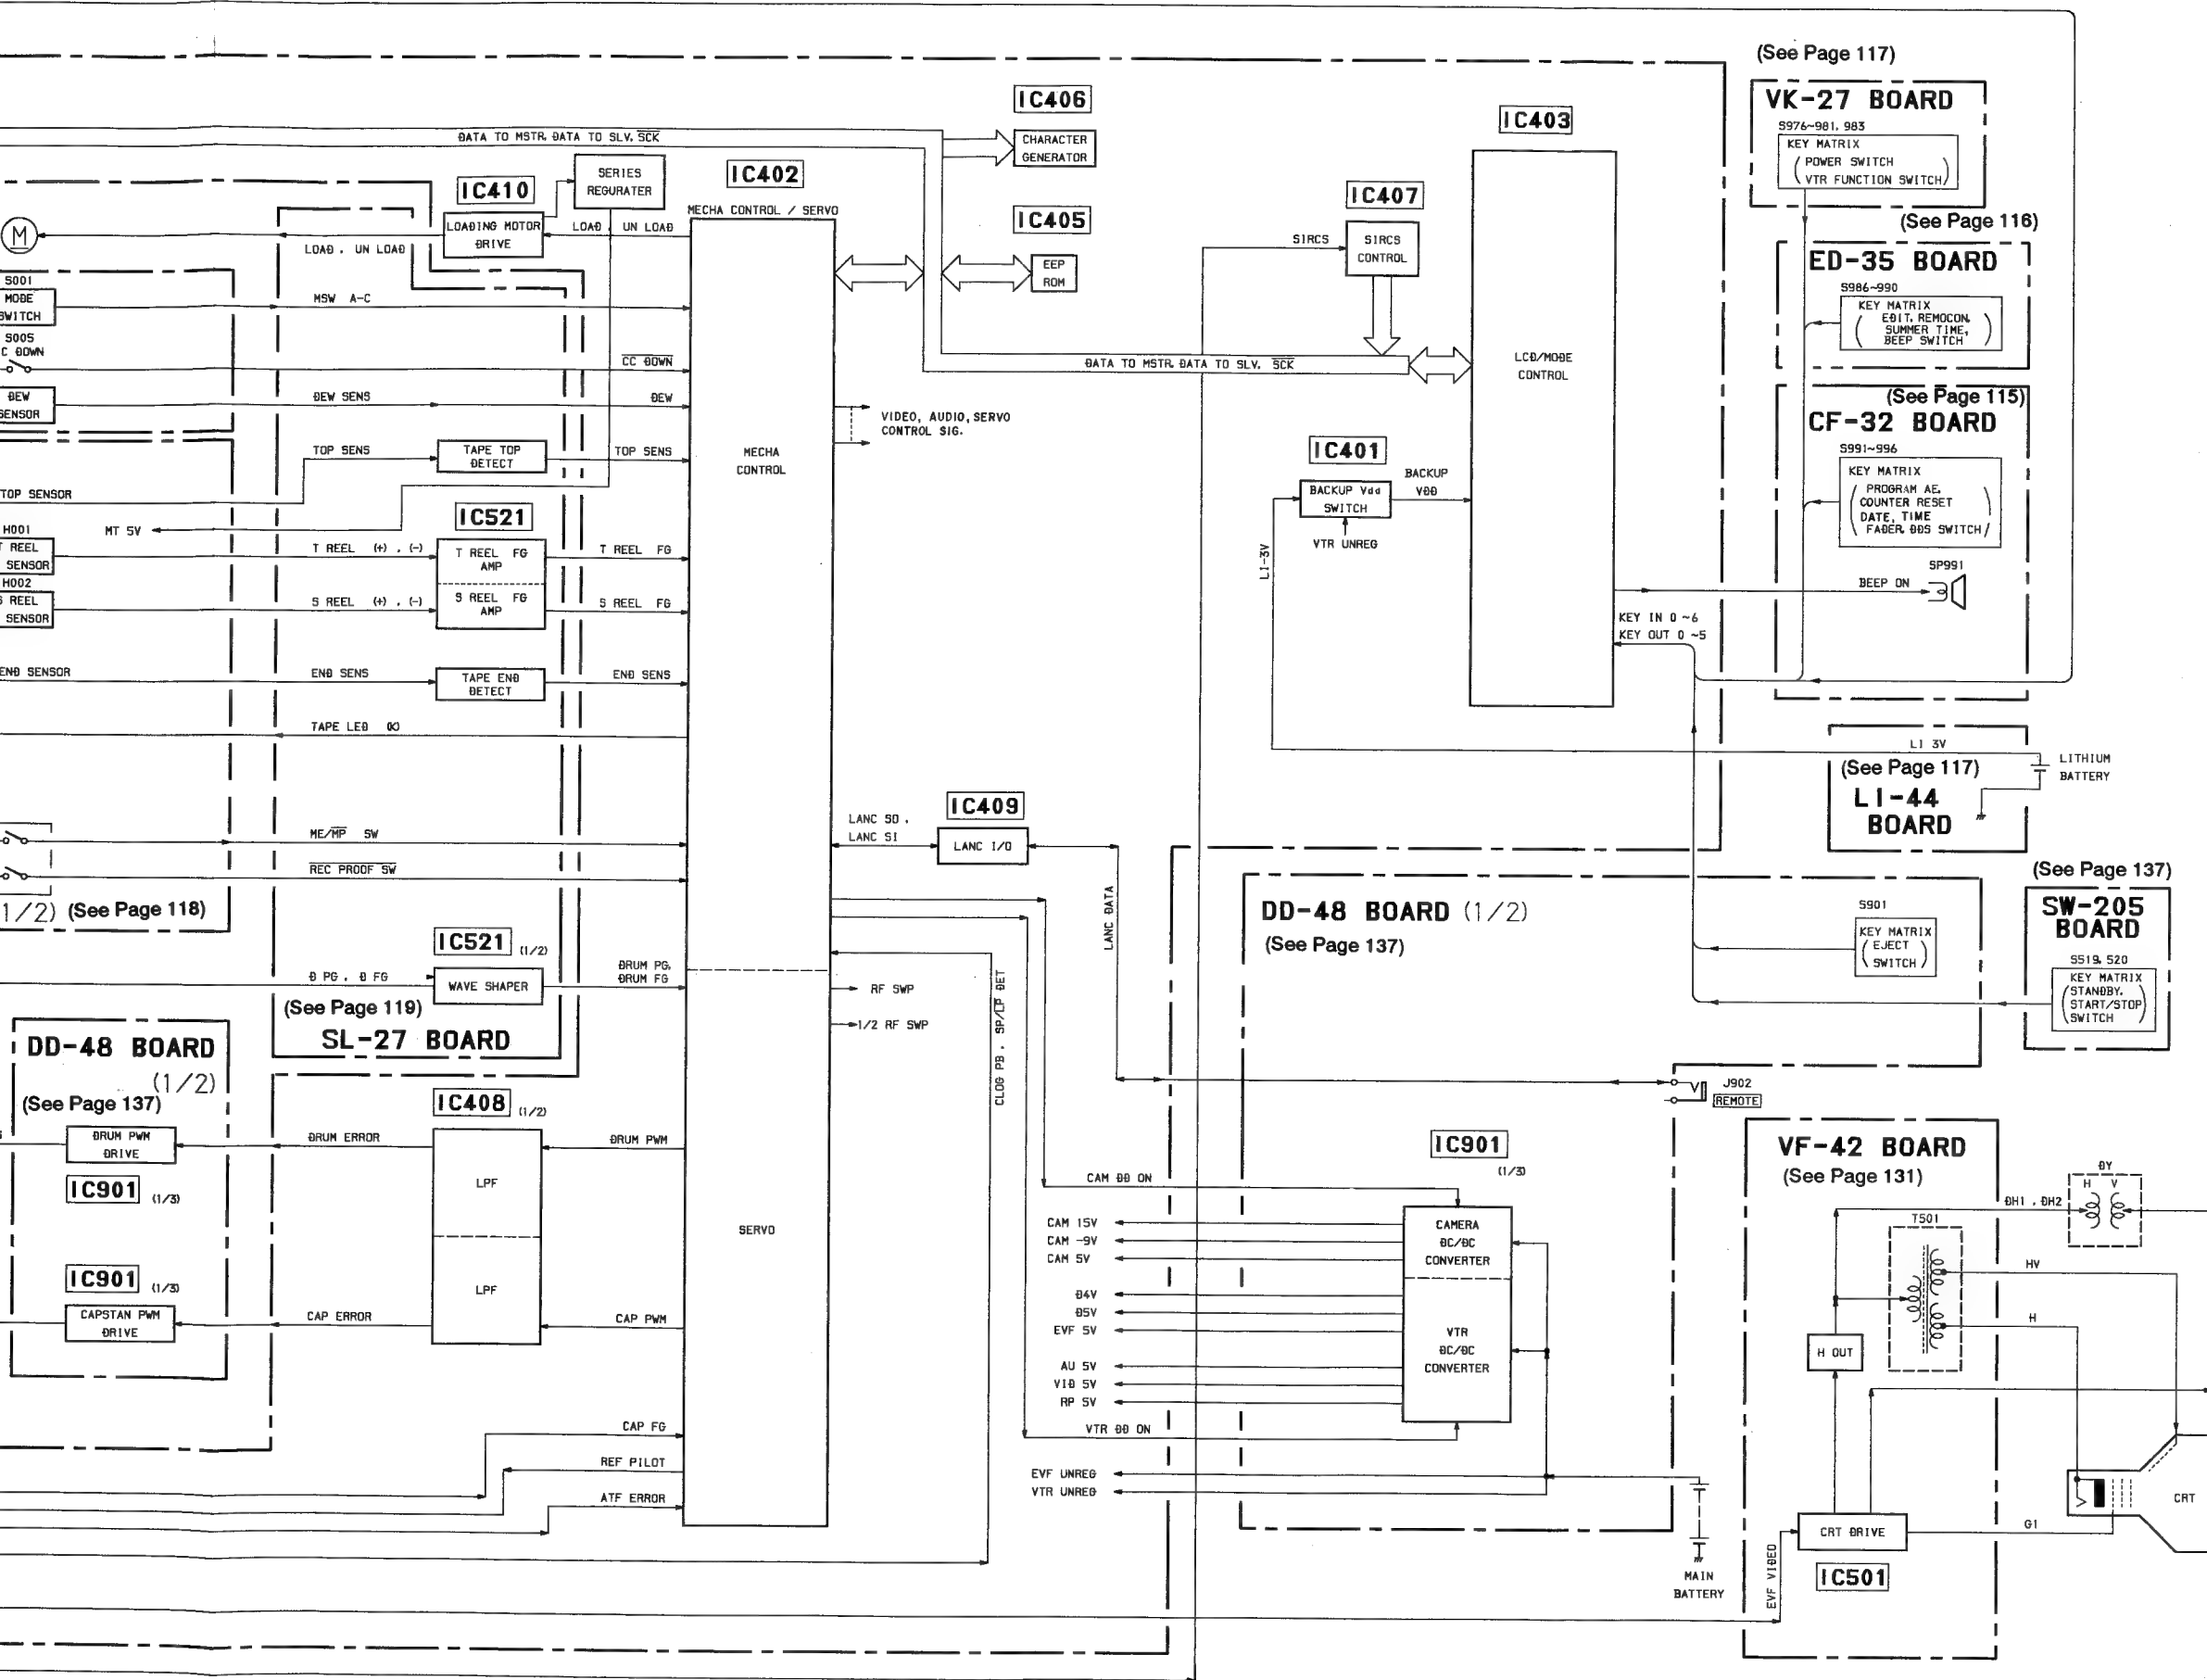 (See Page 117)
VK-27 BOARD
S976~981, 983
KEY MATRIX
POWER SWITCH
VTR FUNCTION SWITCH
(See Page 116)
ED-35 BOARD
S986~990
KEY MATRIX
EDIT, REMOCON,
SUMMER TIME,
BEEP SWITCH
(See Page 115)
CF-32 BOARD
S991~996
KEY MATRIX
PROGRAM AE,
COUNTER RESET
DATE, TIME
FADER, BBS SWITCH
SP991
BEEP ON
KEY IN 0 ~6
KEY OUT 0 ~5
LI 3V
(See Page 117)
LI-44
BOARD
LITHIUM
BATTERY
(See Page 137)
SW-205
BOARD
S519, 520
KEY MATRIX
STANDBY,
START/STOP
SWITCH
S901
KEY MATRIX
EJECT
SWITCH
DD-48 BOARD (1/2)
(See Page 137)
J902
REMOTE
IC406
CHARACTER
GENERATOR
IC403
LCD/MODE
CONTROL
IC407
SIRCS
SIRCS
CONTROL
IC405
EEP
ROM
DATA TO MSTR, DATA TO SLV, SCK
DATA TO MSTR, DATA TO SLV, SCK
IC401
BACKUP Vdd
SWITCH
BACKUP
VDD
VTR UNREG
LI-3V
IC410
LOADING MOTOR
DRIVE
SERIES
REGURATER
IC402
MECHA CONTROL / SERVO
LOAD UN LOAD
LOAD , UN LOAD
M
S001
MODE
SWITCH
MSW A-C
S005
C DOWN
CC DOWN
DEW
SENSOR
DEW SENS
DEW
TOP SENS
TAPE TOP
DETECT
TOP SENS
TOP SENSOR
MT 5V
IC521
H001
T REEL
SENSOR
T REEL (+) , (-)
T REEL FG
AMP
T REEL FG
H002
S REEL
SENSOR
S REEL (+) , (-)
S REEL FG
AMP
S REEL FG
END SENSOR
END SENS
TAPE END
DETECT
END SENS
TAPE LED (K)
MECHA
CONTROL
VIDEO, AUDIO, SERVO
CONTROL SIG.
ME/MP SW
REC PROOF SW
1/2) (See Page 118)
IC409
LANC SO ,
LANC SI
LANC I/O
LANC DATA
IC521 (1/2)
D PG , D FG
WAVE SHAPER
DRUM PG,
DRUM FG
(See Page 119)
SL-27 BOARD
RF SWP
1/2 RF SWP
CLOG PB , SP/LP DET
DD-48 BOARD
(1/2)
(See Page 137)
DRUM PWM
DRIVE
IC901 (1/3)
IC901 (1/3)
CAPSTAN PWM
DRIVE
IC408 (1/2)
DRUM ERROR
LPF
DRUM PWM
LPF
CAP ERROR
CAP PWM
SERVO
CAP FG
REF PILOT
ATF ERROR
IC901
(1/3)
CAM DD ON
CAM 15V
CAM -9V
CAM 5V
CAMERA
DC/DC
CONVERTER
D4V
D5V
EVF 5V
AU 5V
VID 5V
RP 5V
VTR
DC/DC
CONVERTER
VTR DD ON
EVF UNREG
VTR UNREG
MAIN
BATTERY
VF-42 BOARD
(See Page 131)
DY
H V
DH1 , DH2
T501
HV
H
H OUT
CRT DRIVE
G1
CRT
IC501
EVF VIDEO